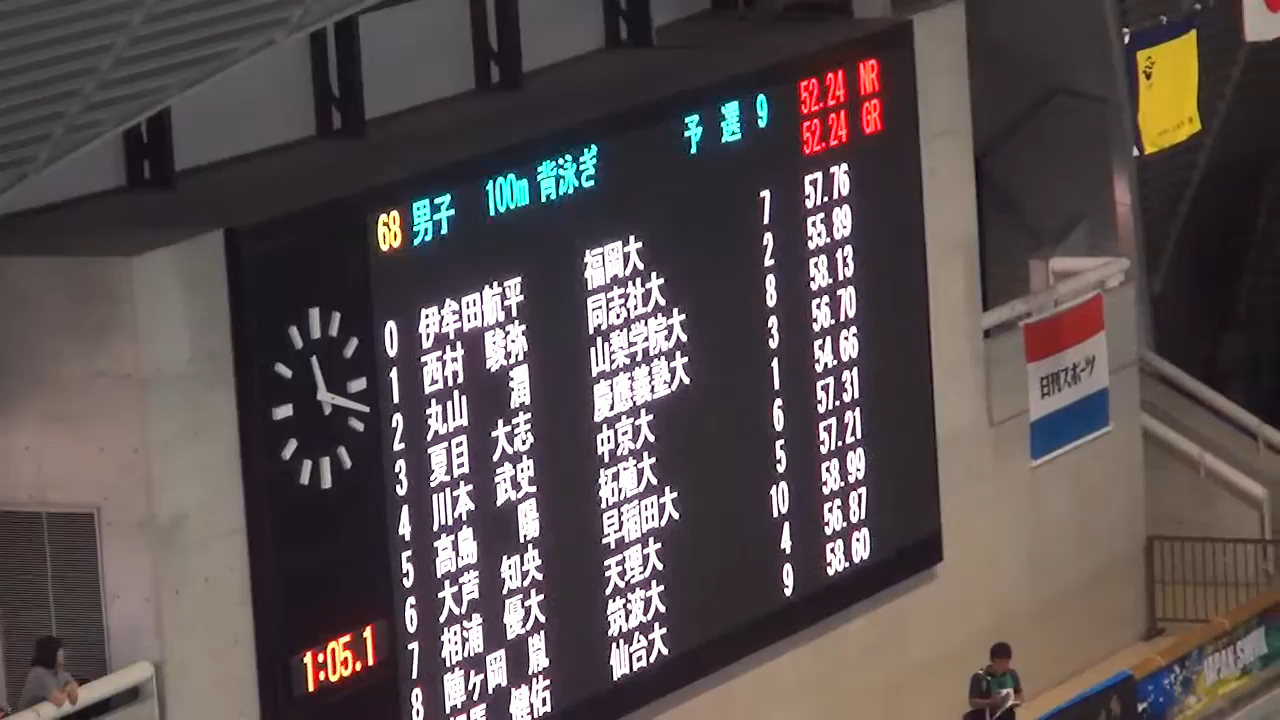 52.24 NR
68 男子 100m 背泳ぎ 予選 9 52.24 GR
0 伊牟田航平 福岡大 7 57.76
1 西村 駿弥 同志社大 2 55.89
2 丸山 潤 山梨学院大 8 58.13
3 夏目 大志 慶應義塾大 3 56.70
4 川本 武史 中京大 1 54.66
5 高島 陽 拓殖大 6 57.31
6 大芦 知央 早稲田大 5 57.21
7 相浦 優大 天理大 10 58.99
8 陣ヶ岡 嵐 筑波大 4 56.87
健佑 仙台大 9 58.60
1:05.1
日刊スポーツ
JAPAN SWIM